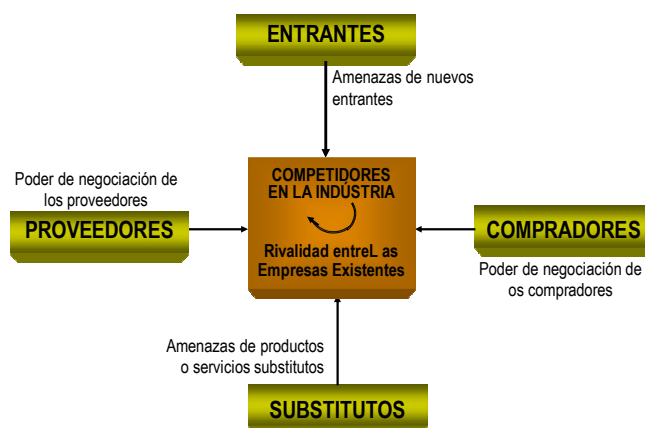 ENTRANTES
Amenazas de nuevos
entrantes
Poder de negociación de
los proveedores
PROVEEDORES
COMPETIDORES
EN LA INDÚSTRIA
Rivalidad entreL as
Empresas Existentes
COMPRADORES
Poder de negociación de
os compradores
Amenazas de productos
o servicios substitutos
SUBSTITUTOS